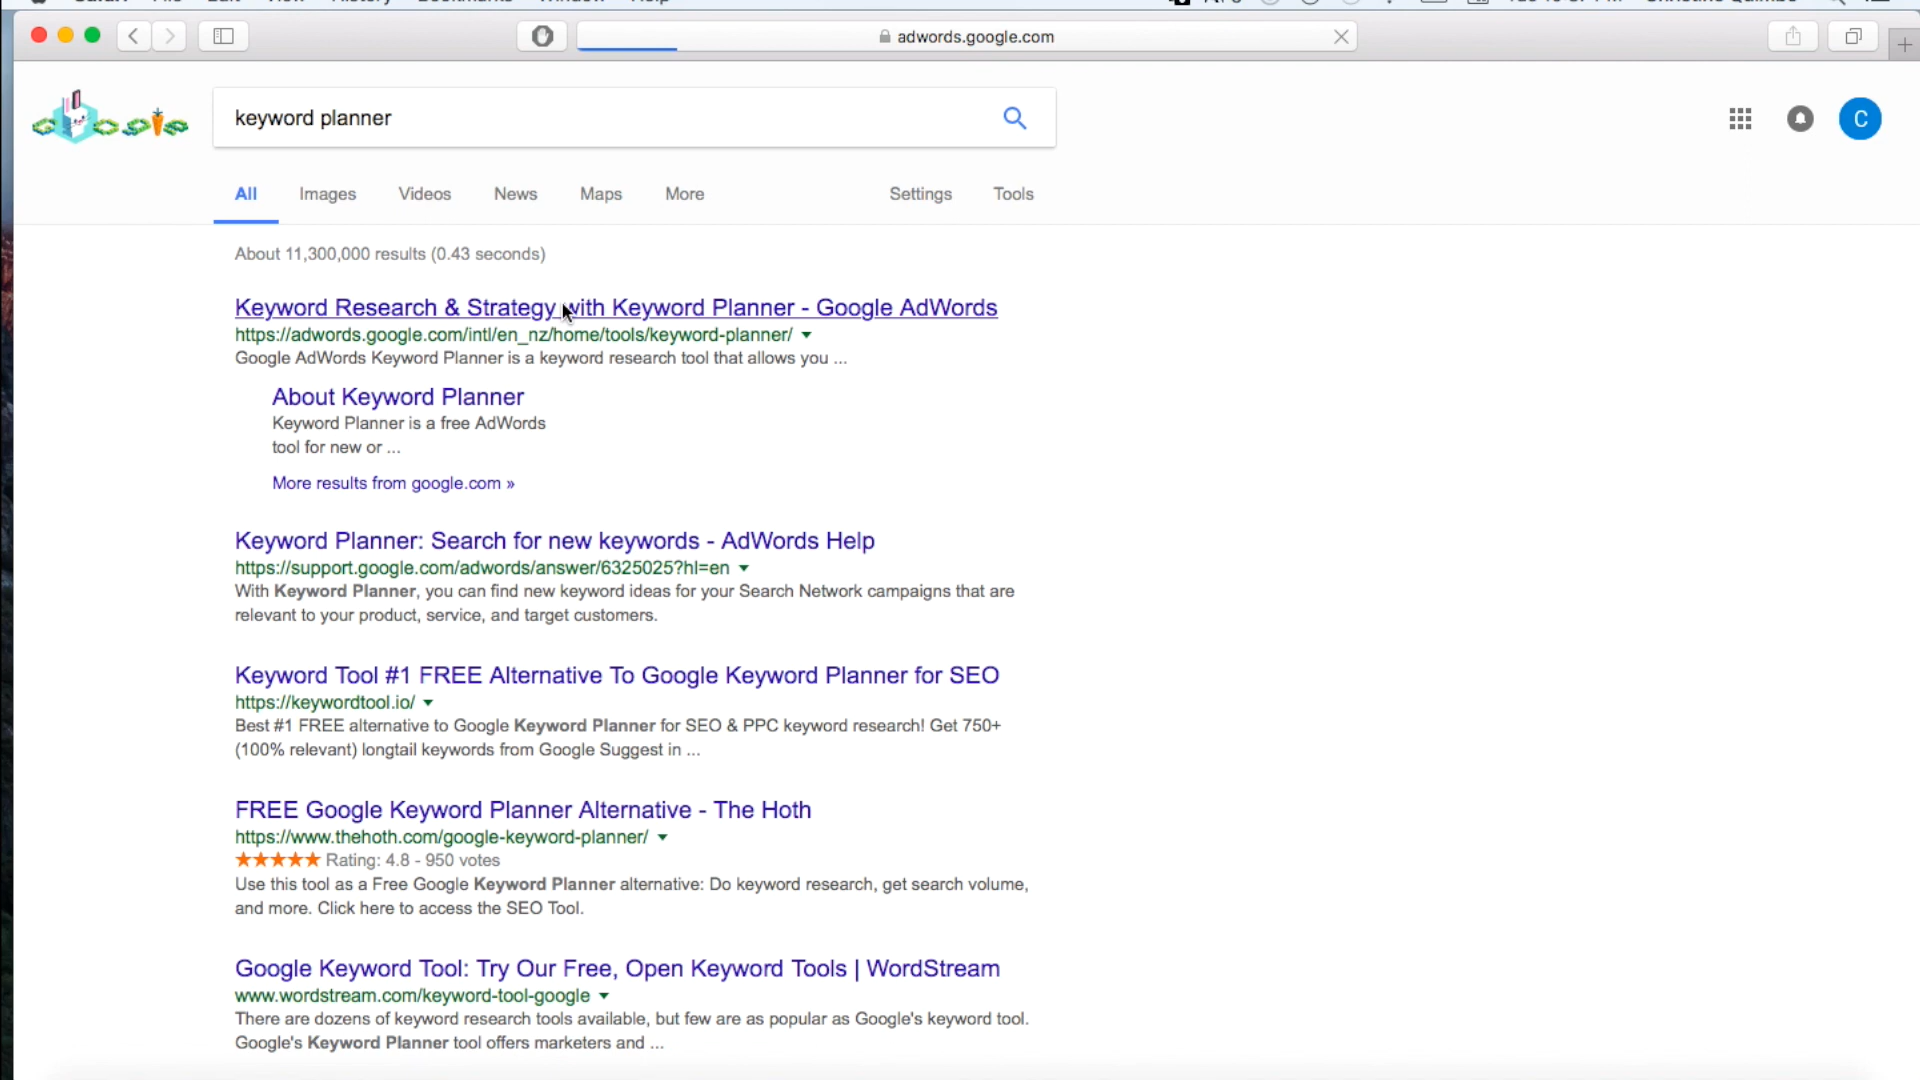 adwords.google.com
keyword planner
C
All Images Videos News Maps More Settings Tools
About 11,300,000 results (0.43 seconds)
Keyword Research & Strategy with Keyword Planner - Google AdWords
https://adwords.google.com/intl/en_nz/home/tools/keyword-planner/
Google AdWords Keyword Planner is a keyword research tool that allows you ...
About Keyword Planner
Keyword Planner is a free AdWords
tool for new or ...
More results from google.com »
Keyword Planner: Search for new keywords - AdWords Help
https://support.google.com/adwords/answer/6325025?hl=en
With Keyword Planner, you can find new keyword ideas for your Search Network campaigns that are
relevant to your product, service, and target customers.
Keyword Tool #1 FREE Alternative To Google Keyword Planner for SEO
https://keywordtool.io/
Best #1 FREE alternative to Google Keyword Planner for SEO & PPC keyword research! Get 750+
(100% relevant) longtail keywords from Google Suggest in ...
FREE Google Keyword Planner Alternative - The Hoth
https://www.thehoth.com/google-keyword-planner/
Rating: 4.8 - 950 votes
Use this tool as a Free Google Keyword Planner alternative: Do keyword research, get search volume,
and more. Click here to access the SEO Tool.
Google Keyword Tool: Try Our Free, Open Keyword Tools | WordStream
www.wordstream.com/keyword-tool-google
There are dozens of keyword research tools available, but few are as popular as Google's keyword tool.
Google's Keyword Planner tool offers marketers and ...